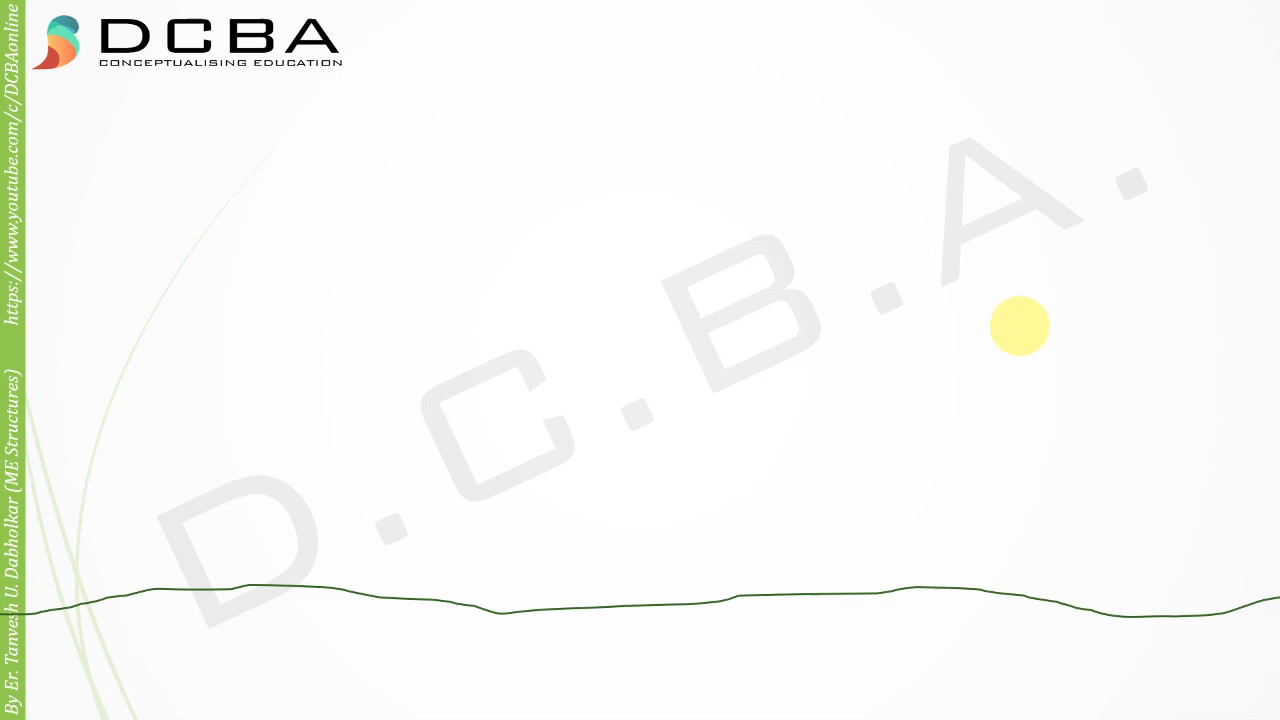 DCBA
CONCEPTUALISING EDUCATION
D.C.B.A.
By Er. Tanvesh U. Dabholkar (ME Structures) https://www.youtube.com/c/DCBAonline